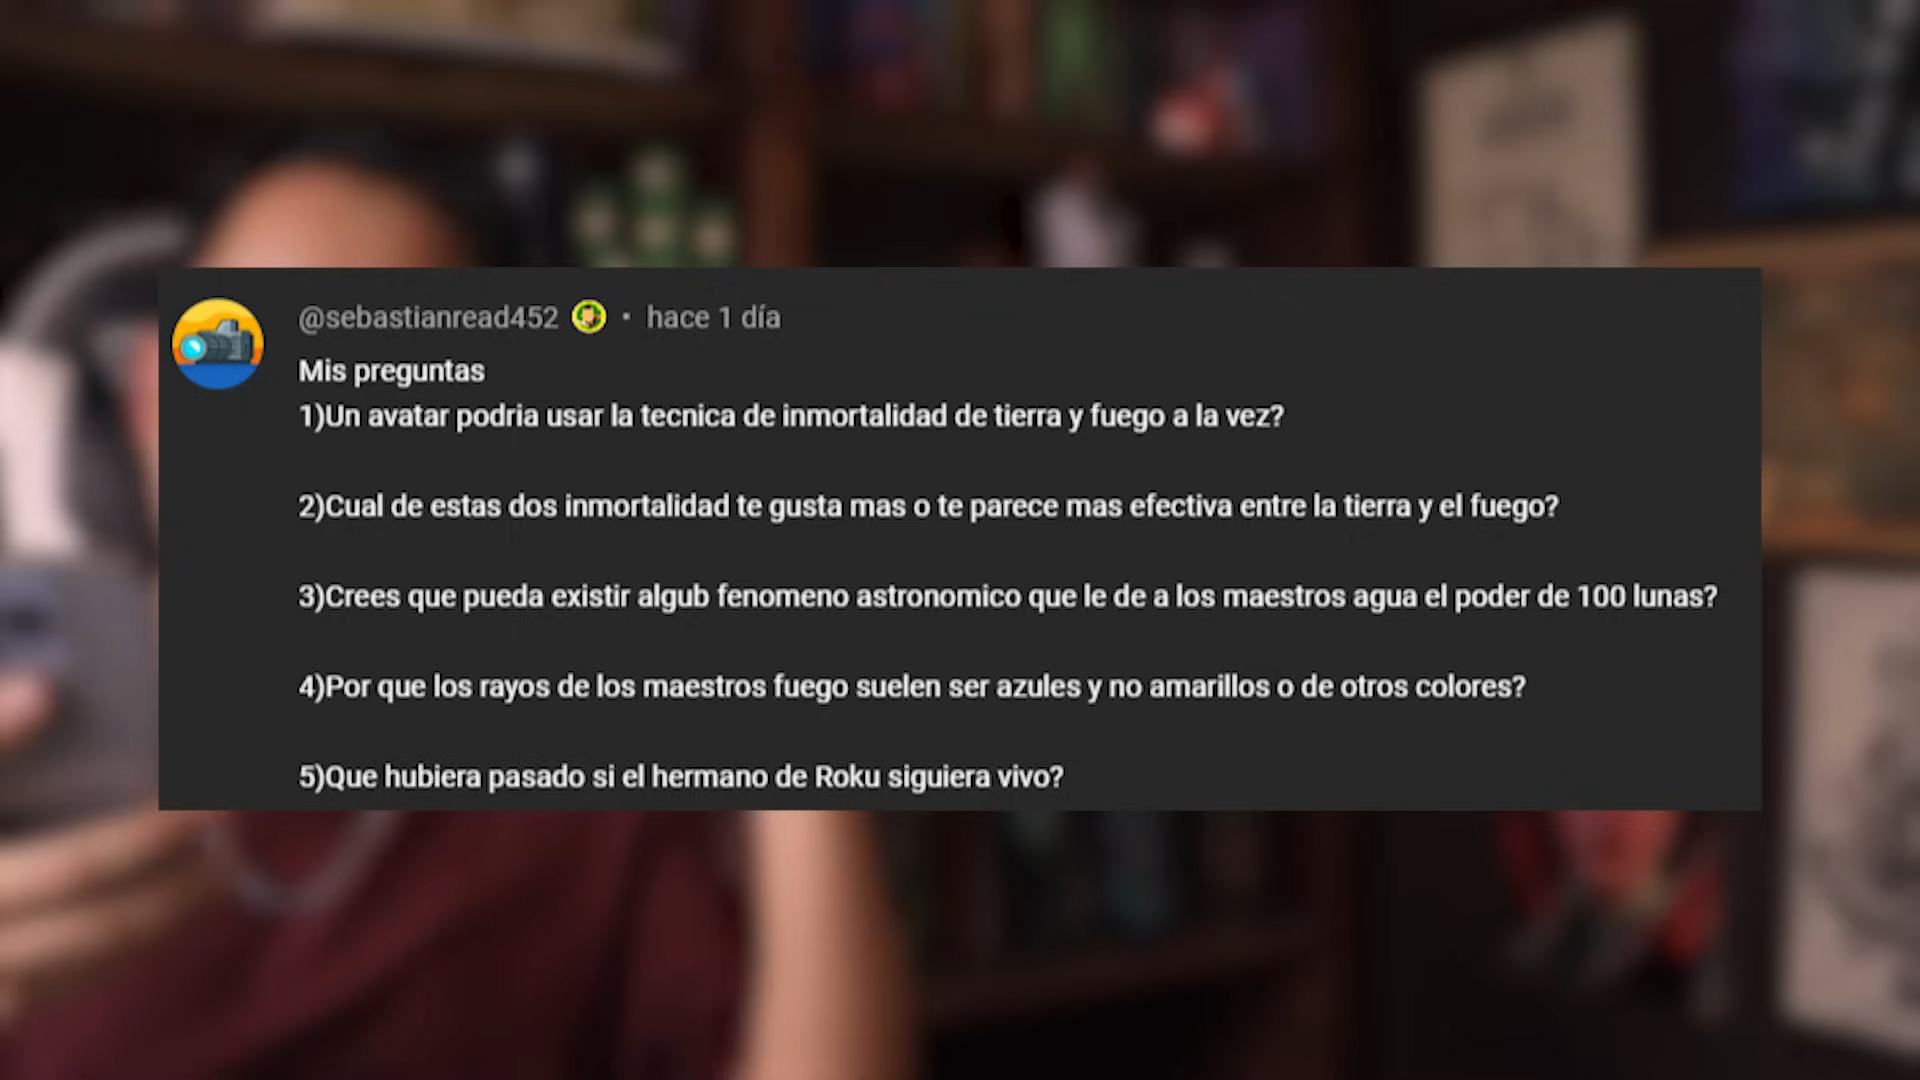 @sebastianread452 • hace 1 día
Mis preguntas
1)Un avatar podria usar la tecnica de inmortalidad de tierra y fuego a la vez?
2)Cual de estas dos inmortalidad te gusta mas o te parece mas efectiva entre la tierra y el fuego?
3)Crees que pueda existir algub fenomeno astronomico que le de a los maestros agua el poder de 100 lunas?
4)Por que los rayos de los maestros fuego suelen ser azules y no amarillos o de otros colores?
5)Que hubiera pasado si el hermano de Roku siguiera vivo?